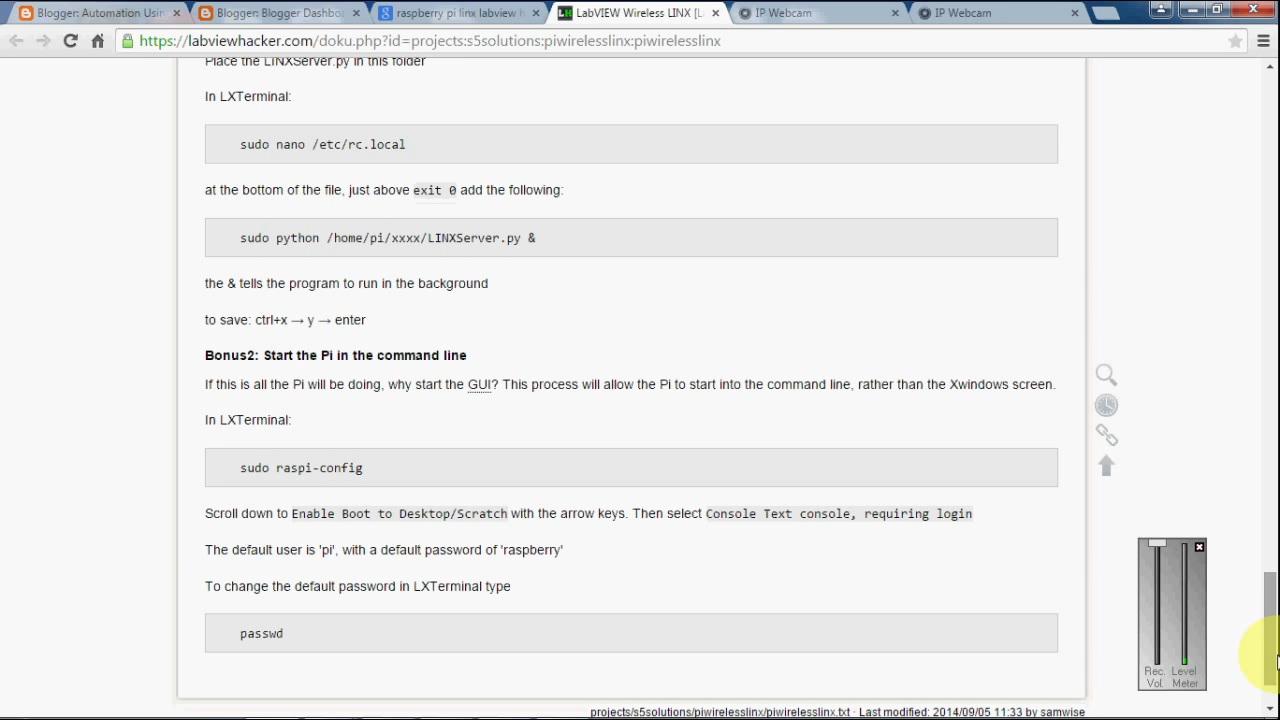 Blogger: Automation Usin
Blogger: Blogger Dashbo
raspberry pi linx labview h
LabVIEW Wireless LINX [L
IP Webcam
IP Webcam
https://labviewhacker.com/doku.php?id=projects:s5solutions:piwirelesslinx:piwirelesslinx
Place the LINXServer.py in this folder
In LXTerminal:
sudo nano /etc/rc.local
at the bottom of the file, just above exit 0 add the following:
sudo python /home/pi/xxxx/LINXServer.py &
the & tells the program to run in the background
to save: ctrl+x → y → enter
Bonus2: Start the Pi in the command line
If this is all the Pi will be doing, why start the GUI? This process will allow the Pi to start into the command line, rather than the Xwindows screen.
In LXTerminal:
sudo raspi-config
Scroll down to Enable Boot to Desktop/Scratch with the arrow keys. Then select Console Text console, requiring login
The default user is 'pi', with a default password of 'raspberry'
To change the default password in LXTerminal type
passwd
Rec. Level
Vol. Meter
projects/s5solutions/piwirelesslinx/piwirelesslinx.txt · Last modified: 2014/09/05 11:33 by samwise